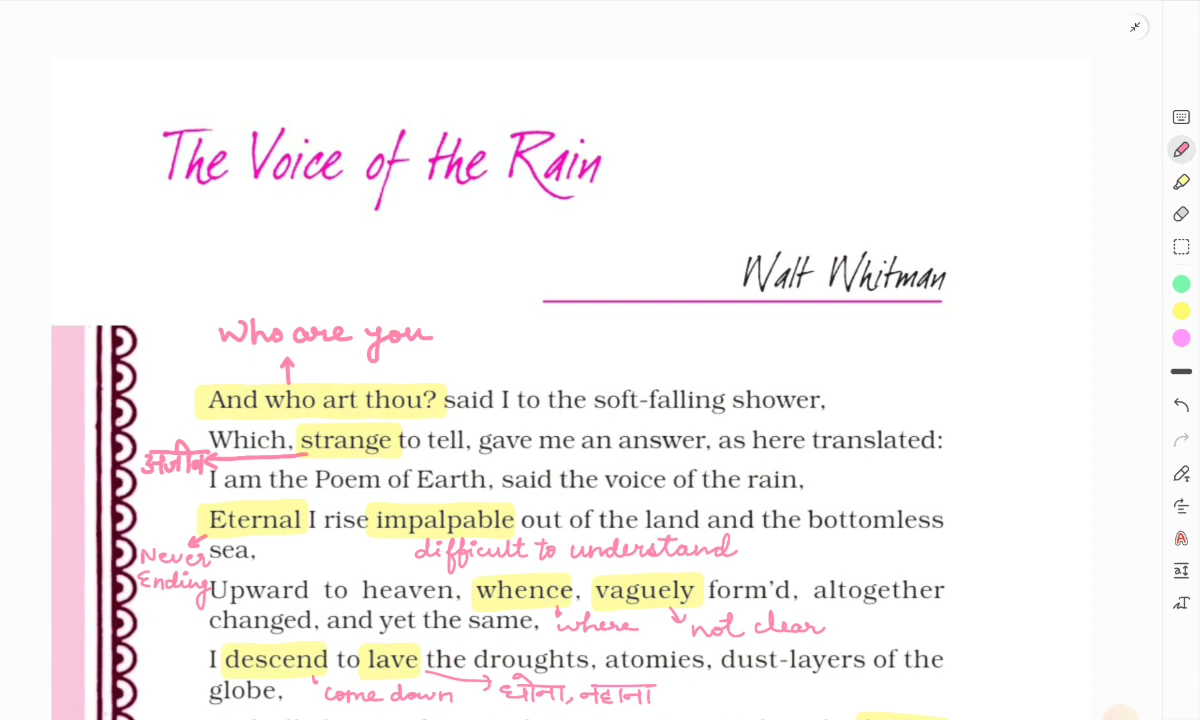 The Voice of the Rain
Walt Whitman
who are you
And who art thou? said I to the soft-falling shower,
Which, strange to tell, gave me an answer, as here translated:
अजीब
I am the Poem of Earth, said the voice of the rain,
Eternal I rise impalpable out of the land and the bottomless
sea,
difficult to understand
Never
Ending
Upward to heaven, whence, vaguely form'd, altogether
changed, and yet the same,
where
not clear
I descend to lave the droughts, atomies, dust-layers of the
globe,
come down
धोना, नहाना